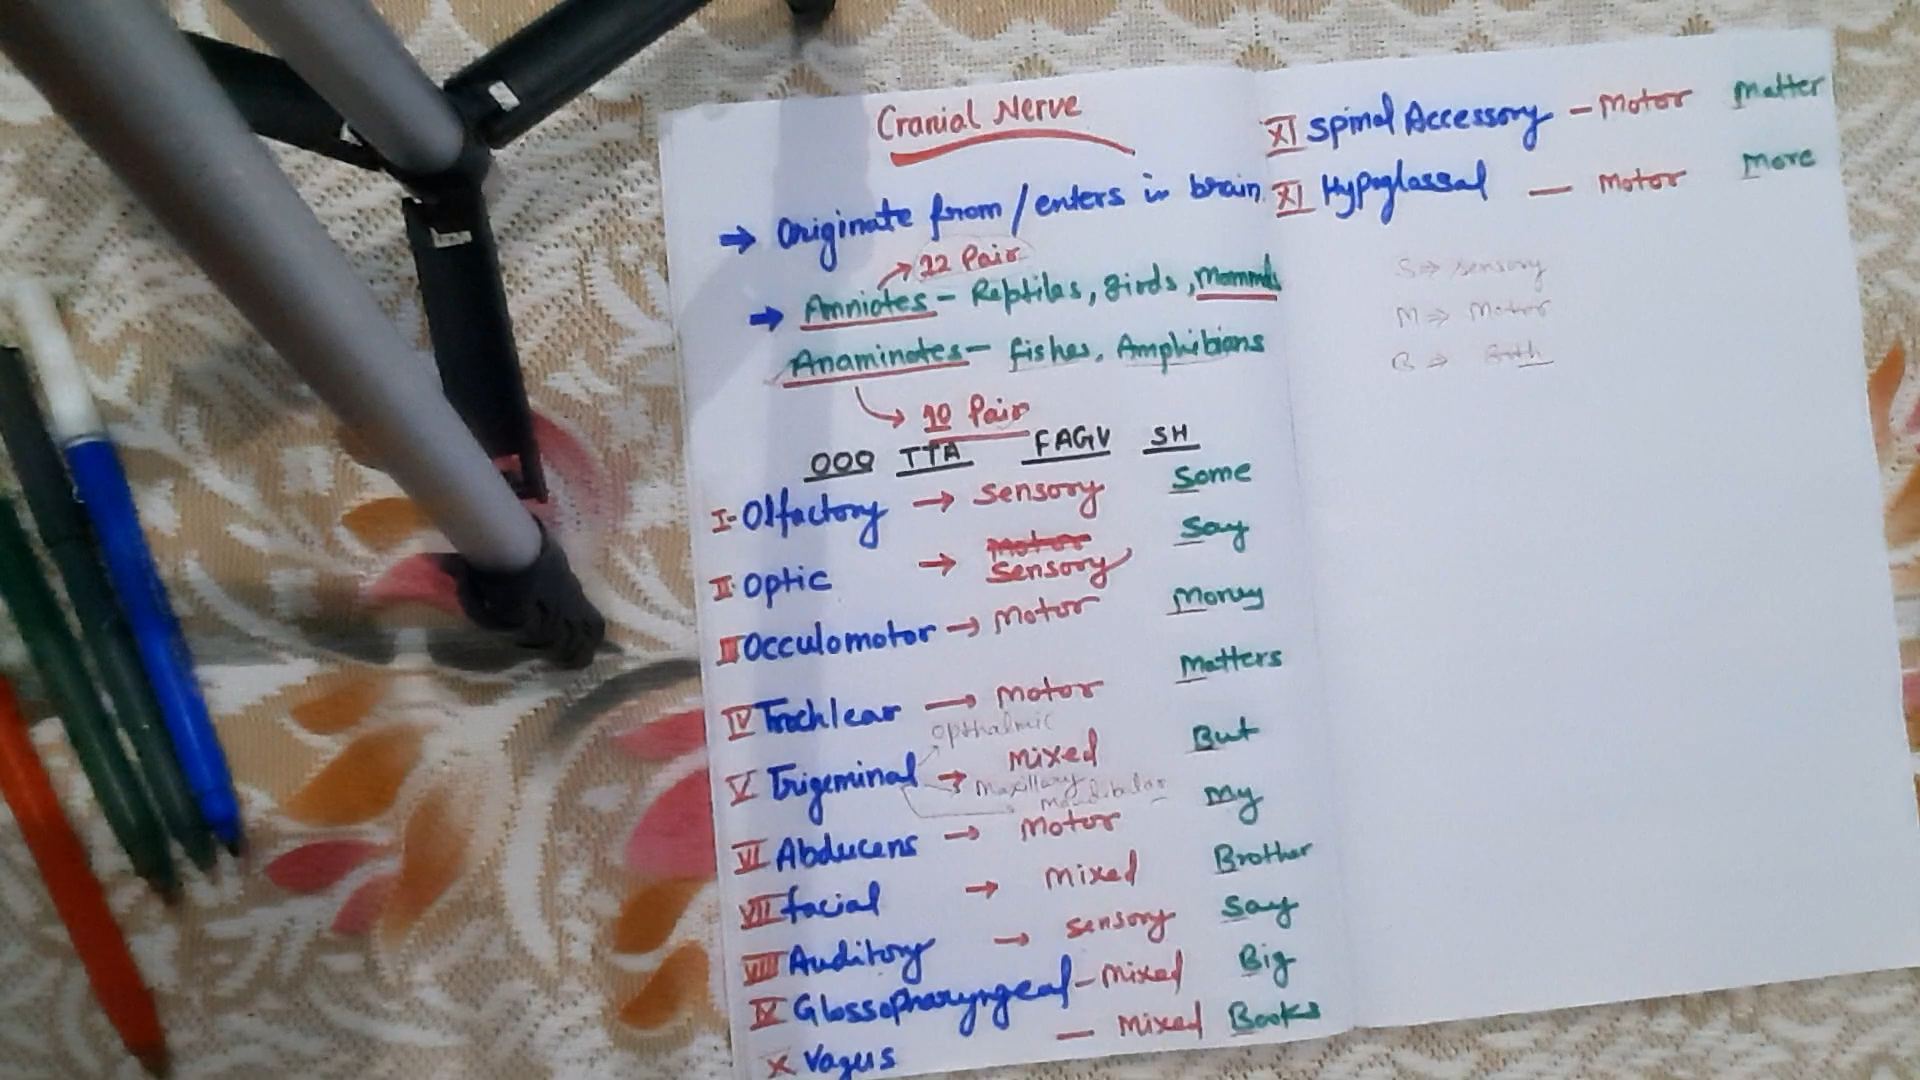 Cranial Nerve
→ Originate from/enters in brain.
→ 12 Pair
→ Amniotes - Reptiles, Birds, Mammals
Anaminotes - fishes, Amphibians
→ 10 Pair
OOO TTA FAGV SH
I- Olfactory → Sensory Some
II. Optic → Motor Sensory Say
III Occulomotor → Motor Money
IV Trochlear → Motor Matters
Opthalmic
V Trigeminal → Mixed But
Maxillary
Mandibular
VI Abducens → Motor My
VII facial → Mixed Brother
VIII Auditory → Sensory Say
IX Glossopharyngeal - Mixed Big
X Vagus — Mixed Books
XI Spinal Accessory - Motor Matter
XI Hypoglassal — Motor More
S ⇒ Sensory
M ⇒ Motor
B ⇒ Both